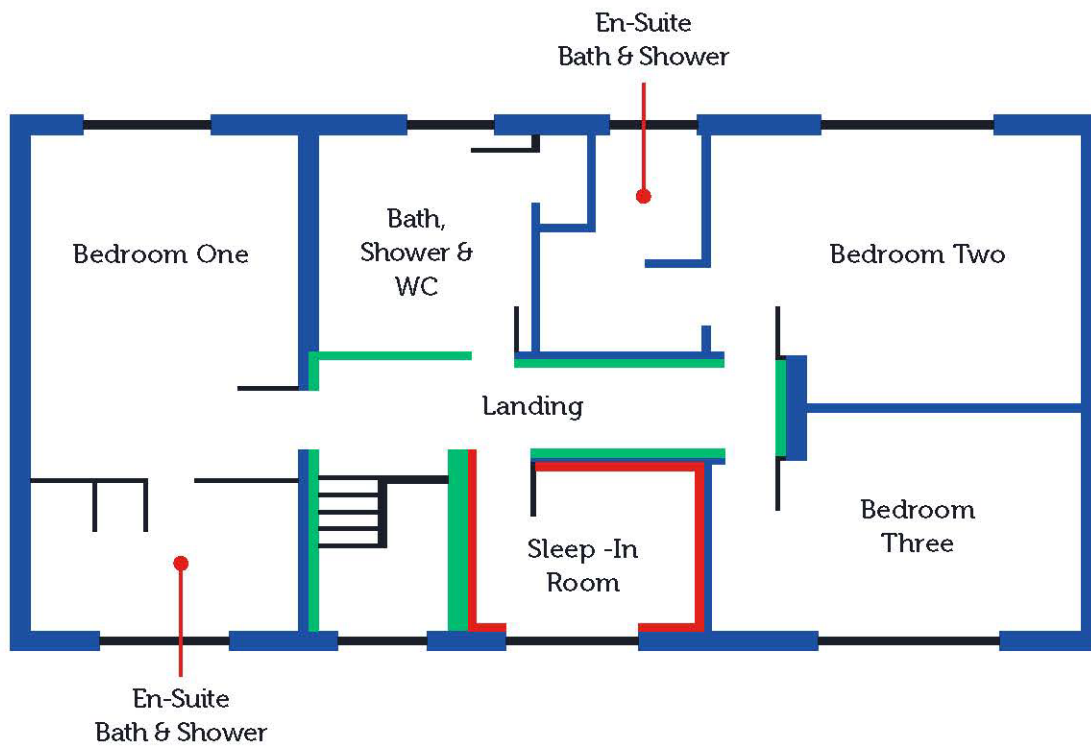 En-Suite
Bath & Shower
Bedroom One
Bath,
Shower &
WC
Bedroom Two
Landing
Sleep -In
Room
Bedroom
Three
En-Suite
Bath & Shower